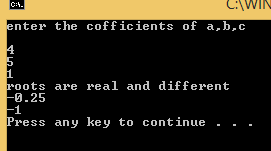 C:\.
C:\WIN
enter the cofficients of a,b,c
4
5
1
roots are real and different
-0.25
-1
Press any key to continue . . .